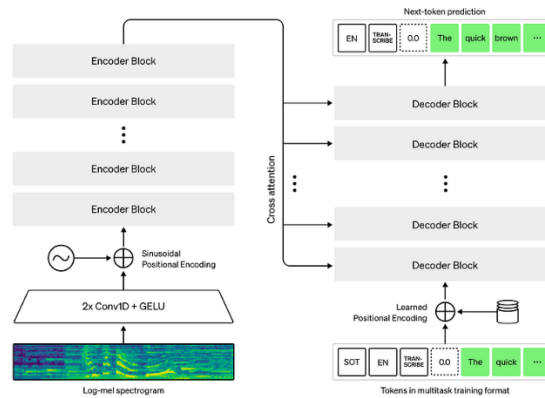 Next-token prediction
EN
TRAN-
SCRIBE
0.0
The
quick
brown
...
Encoder Block
Encoder Block
Encoder Block
Encoder Block
Cross attention
Decoder Block
Decoder Block
Decoder Block
Decoder Block
Sinusoidal
Positional Encoding
2x Conv1D + GELU
Learned
Positional Encoding
SOT
EN
TRAN-
SCRIBE
0.0
The
quick
...
Log-mel spectrogram
Tokens in multitask training format